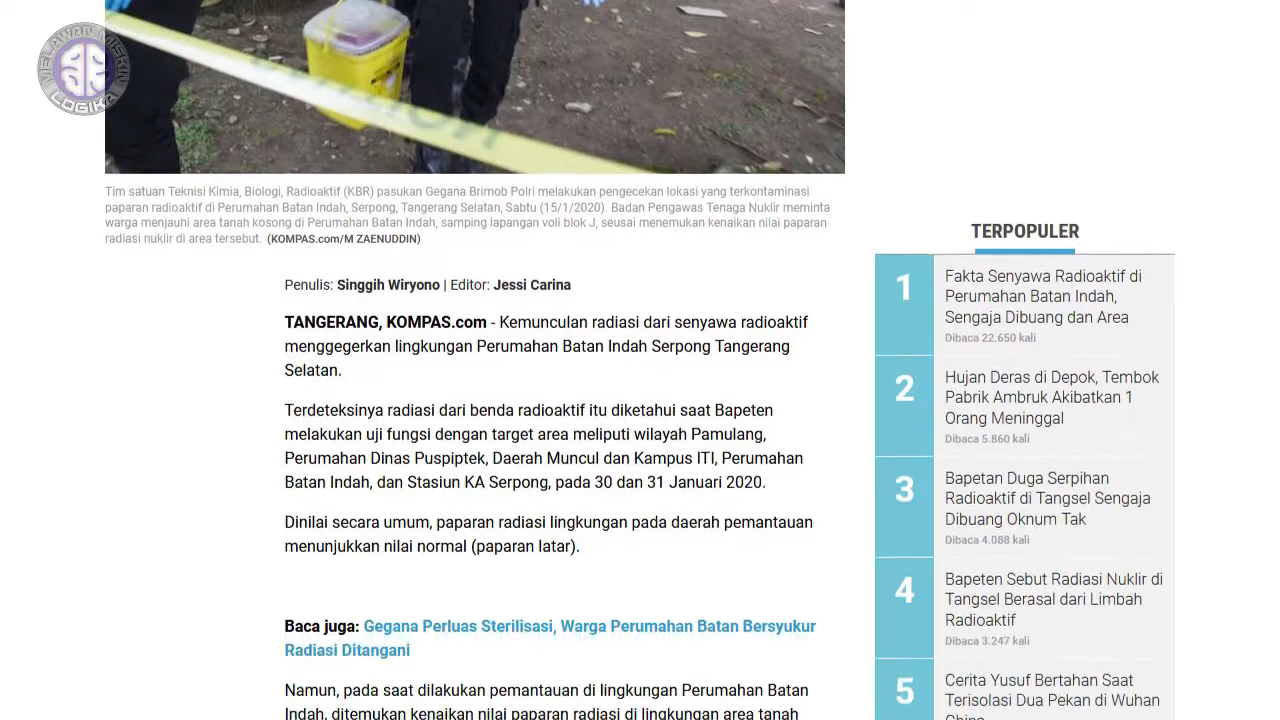 MELAWAN MISKIN
LOGIKA
Tim satuan Teknisi Kimia, Biologi, Radioaktif (KBR) pasukan Gegana Brimob Polri melakukan pengecekan lokasi yang terkontaminasi
paparan radioaktif di Perumahan Batan Indah, Serpong, Tangerang Selatan, Sabtu (15/1/2020). Badan Pengawas Tenaga Nuklir meminta
warga menjauhi area tanah kosong di Perumahan Batan Indah, samping lapangan voli blok J, seusai menemukan kenaikan nilai paparan
radiasi nuklir di area tersebut. (KOMPAS.com/M ZAENUDDIN)
Penulis: Singgih Wiryono | Editor: Jessi Carina
TANGERANG, KOMPAS.com - Kemunculan radiasi dari senyawa radioaktif
menggegerkan lingkungan Perumahan Batan Indah Serpong Tangerang
Selatan.
Terdeteksinya radiasi dari benda radioaktif itu diketahui saat Bapeten
melakukan uji fungsi dengan target area meliputi wilayah Pamulang,
Perumahan Dinas Puspiptek, Daerah Muncul dan Kampus ITI, Perumahan
Batan Indah, dan Stasiun KA Serpong, pada 30 dan 31 Januari 2020.
Dinilai secara umum, paparan radiasi lingkungan pada daerah pemantauan
menunjukkan nilai normal (paparan latar).
Baca juga: Gegana Perluas Sterilisasi, Warga Perumahan Batan Bersyukur
Radiasi Ditangani
Namun, pada saat dilakukan pemantauan di lingkungan Perumahan Batan
Indah, ditemukan kenaikan nilai paparan radiasi di lingkungan area tanah
TERPOPULER
1
Fakta Senyawa Radioaktif di
Perumahan Batan Indah,
Sengaja Dibuang dan Area
Dibaca 22.650 kali
2
Hujan Deras di Depok, Tembok
Pabrik Ambruk Akibatkan 1
Orang Meninggal
Dibaca 5.860 kali
3
Bapetan Duga Serpihan
Radioaktif di Tangsel Sengaja
Dibuang Oknum Tak
Dibaca 4.088 kali
4
Bapeten Sebut Radiasi Nuklir di
Tangsel Berasal dari Limbah
Radioaktif
Dibaca 3.247 kali
5
Cerita Yusuf Bertahan Saat
Terisolasi Dua Pekan di Wuhan
China